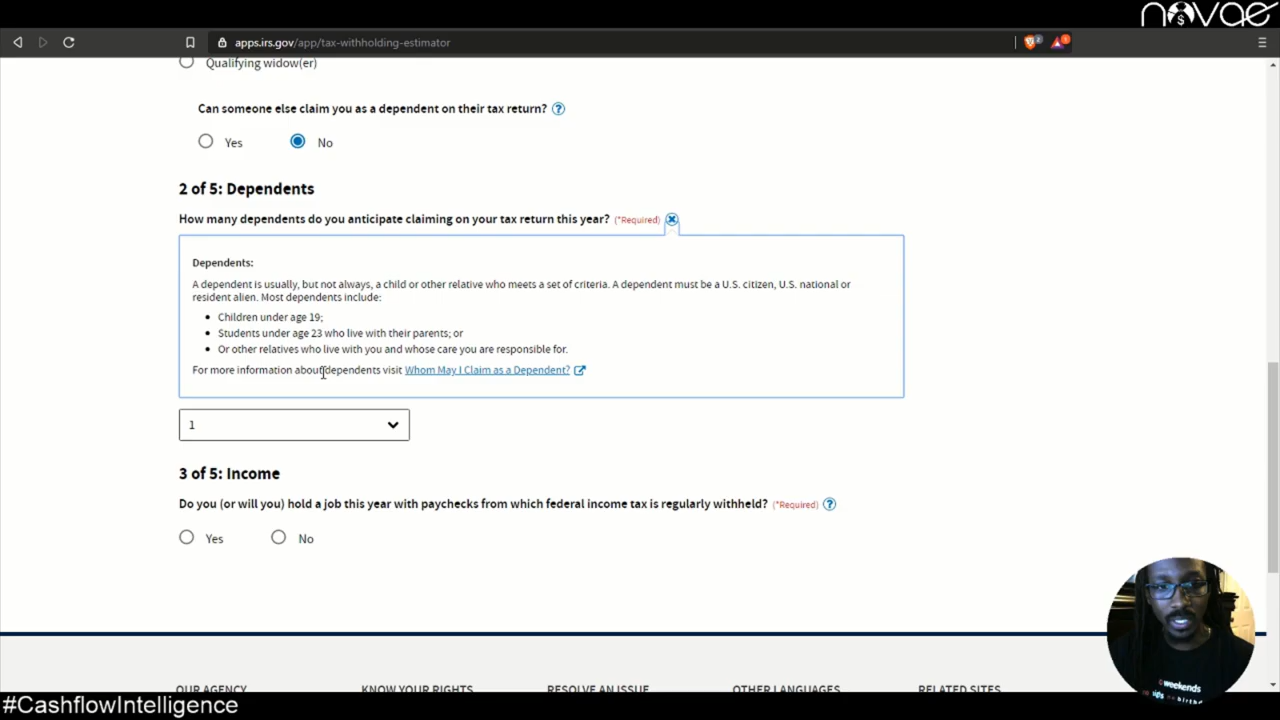 novae
apps.irs.gov/app/tax-withholding-estimator
2
1
Qualifying widow(er)
Can someone else claim you as a dependent on their tax return? ?
Yes No
2 of 5: Dependents
How many dependents do you anticipate claiming on your tax return this year? (*Required)
Dependents:
A dependent is usually, but not always, a child or other relative who meets a set of criteria. A dependent must be a U.S. citizen, U.S. national or
resident alien. Most dependents include:
• Children under age 19;
• Students under age 23 who live with their parents; or
• Or other relatives who live with you and whose care you are responsible for.
For more information about dependents visit Whom May I Claim as a Dependent?
1
3 of 5: Income
Do you (or will you) hold a job this year with paychecks from which federal income tax is regularly withheld? (*Required) ?
Yes No
OUR AGENCY KNOW YOUR RIGHTS RESOLVE AN ISSUE OTHER LANGUAGES RELATED SITES
weekends
#CashflowIntelligence